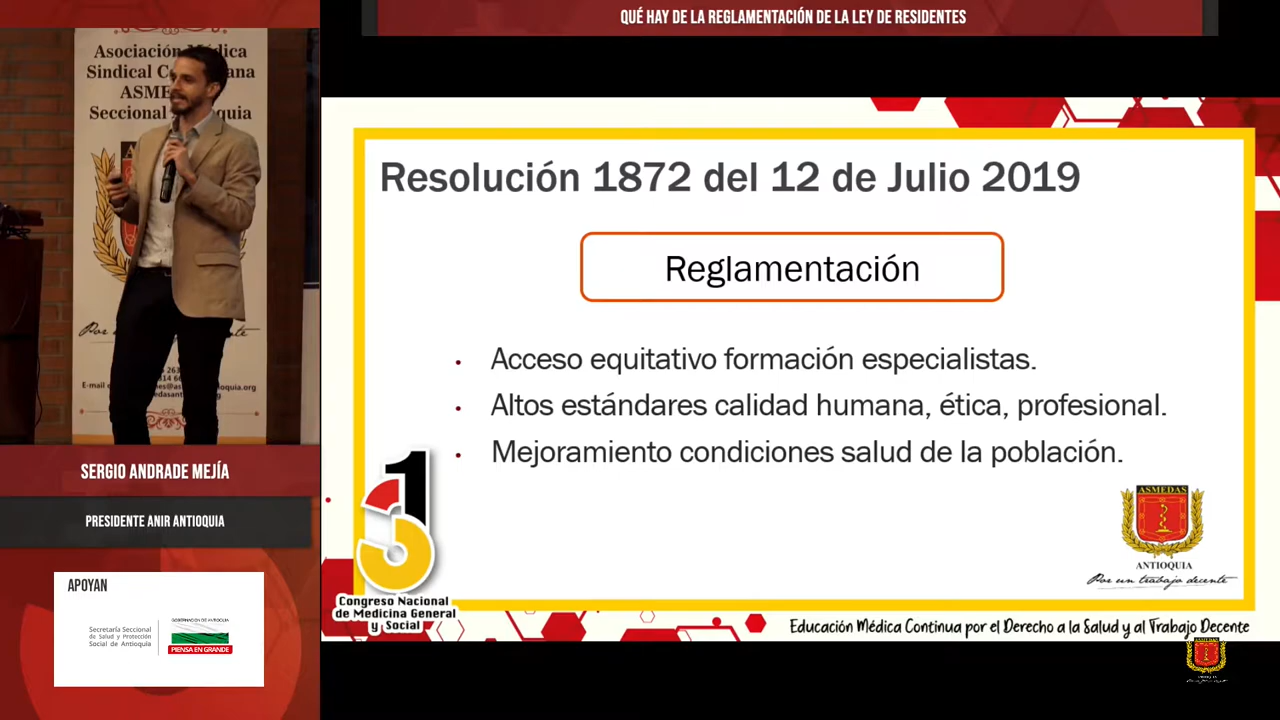 QUÉ HAY DE LA REGLAMENTACIÓN DE LA LEY DE RESIDENTES
Asociación Médica
Sindical
ASME
Seccional
E-mail
SERGIO ANDRADE MEJÍA
PRESIDENTE ANIR ANTIOQUIA
APOYAN
Secretaría Seccional
de Salud y Protección
Social de Antioquia
GOBERNACIÓN DE ANTIOQUIA
PIENSA EN GRANDE
Resolución 1872 del 12 de Julio 2019
Reglamentación
• Acceso equitativo formación especialistas.
• Altos estándares calidad humana, ética, profesional.
• Mejoramiento condiciones salud de la población.
13
Congreso Nacional
de Medicina General
y Social
ASMEDAS
ANTIOQUIA
Por un trabajo decente
Educación Médica Continua por el Derecho a la Salud y al Trabajo Decente
ASMEDAS